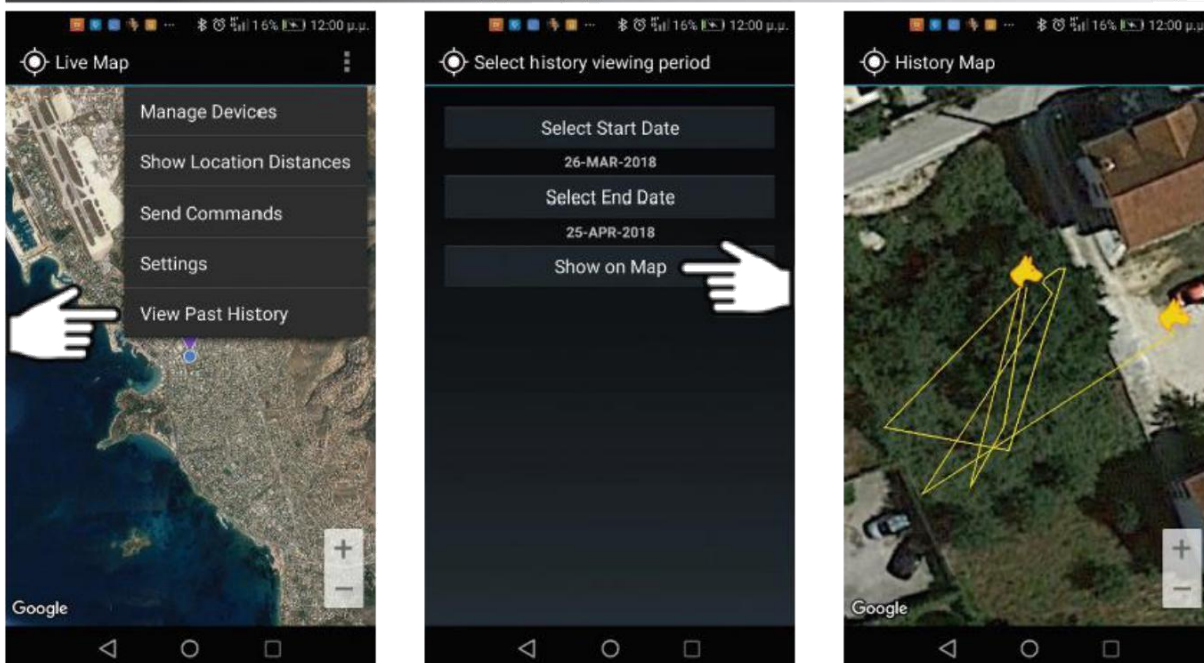 16% 12:00 μ.μ.
Live Map
Manage Devices
Show Location Distances
Send Commands
Settings
View Past History
Google
16% 12:00 μ.μ.
Select history viewing period
Select Start Date
26-MAR-2018
Select End Date
25-APR-2018
Show on Map
16% 12:00 μ.μ.
History Map
Google